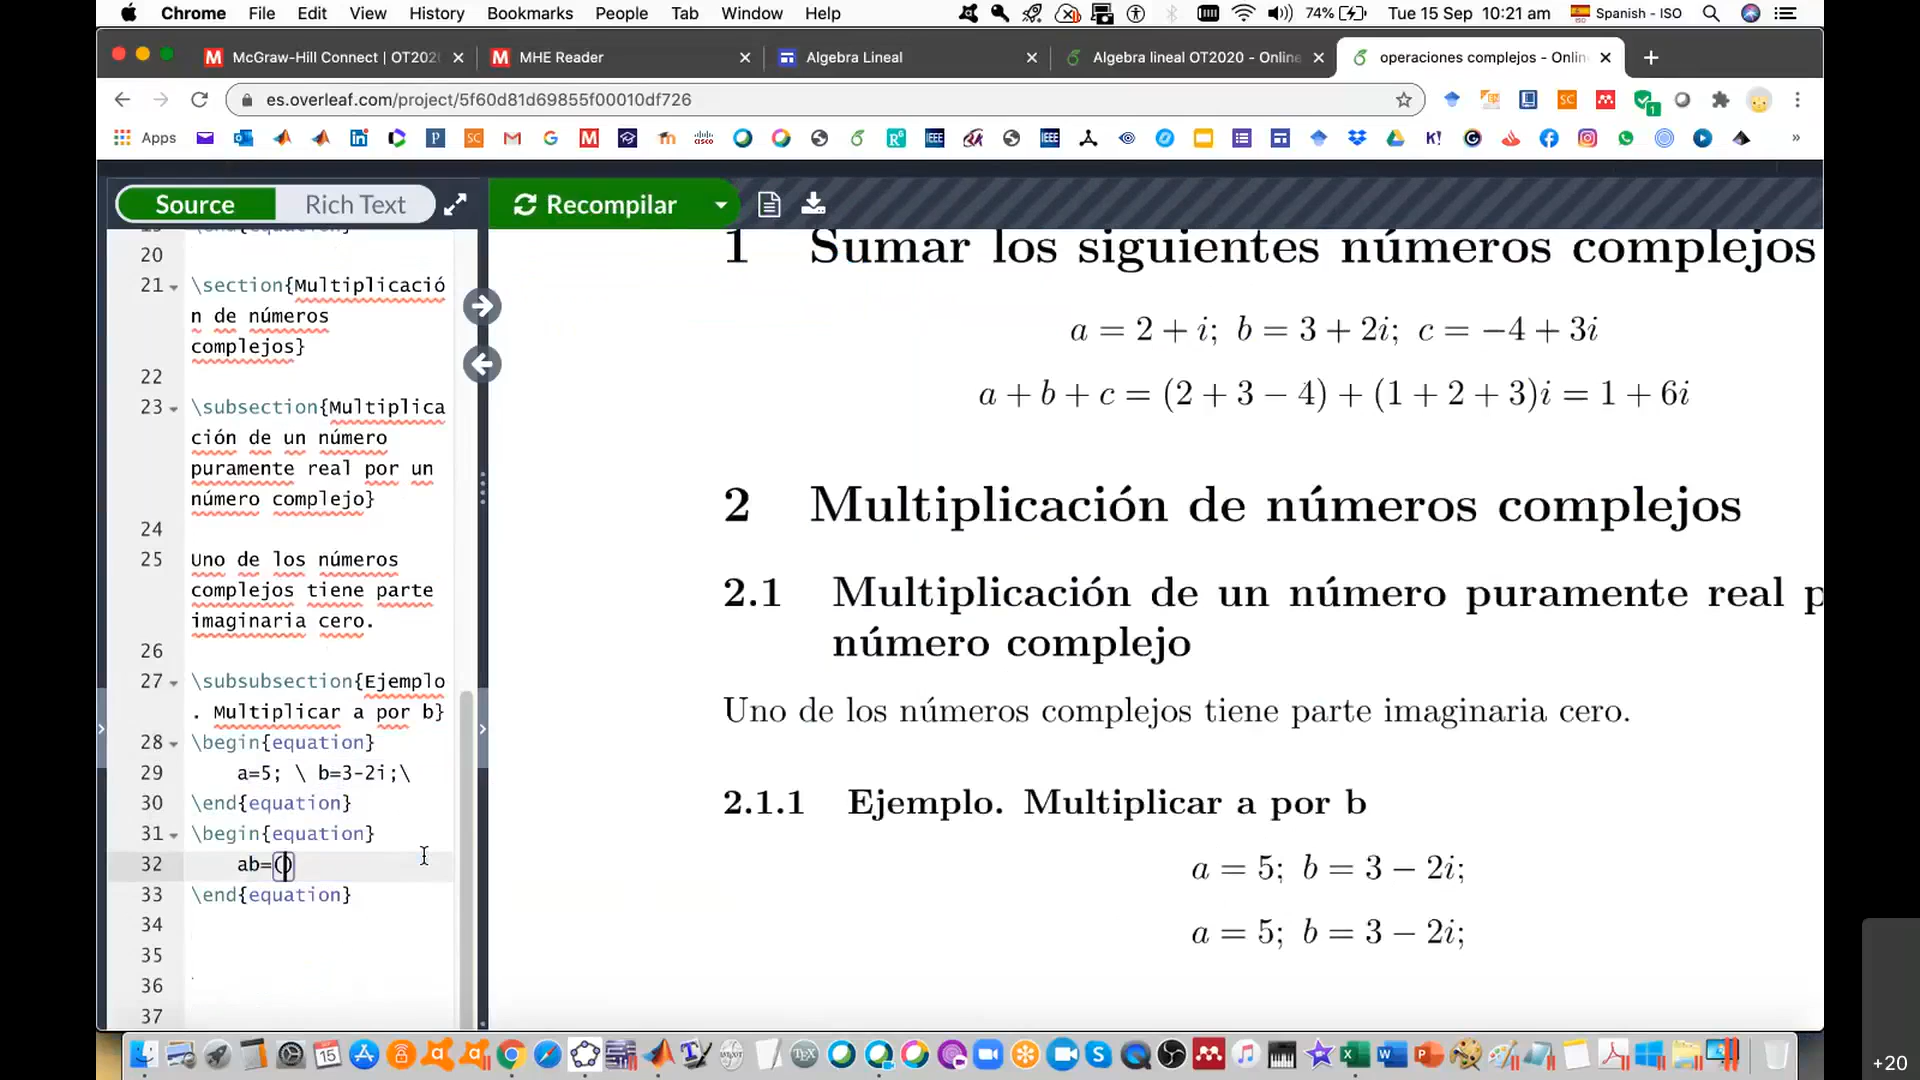 Chrome File Edit View History Bookmarks People Tab Window Help 74% Tue 15 Sep 10:21 am Spanish - ISO
McGraw-Hill Connect | OT202 MHE Reader Algebra Lineal Algebra lineal OT2020 - Online operaciones complejos - Onlin
es.overleaf.com/project/5f60d81d69855f00010df726
Apps
Source Rich Text Recompilar
20
21 \section{Multiplicació
n de números
complejos}
22
23 \subsection{Multiplica
ción de un número
puramente real por un
número complejo}
24
25 Uno de los números
complejos tiene parte
imaginaria cero.
26
27 \subsubsection{Ejemplo
. Multiplicar a por b}
28 \begin{equation}
29 a=5; \ b=3-2i;\
30 \end{equation}
31 \begin{equation}
32 ab=()
33 \end{equation}
34
35
36
37
1 Sumar los siguientes números complejos
a = 2 + i; b = 3 + 2i; c = −4 + 3i
a + b + c = (2 + 3 − 4) + (1 + 2 + 3)i = 1 + 6i
2 Multiplicación de números complejos
2.1 Multiplicación de un número puramente real p
número complejo
Uno de los números complejos tiene parte imaginaria cero.
2.1.1 Ejemplo. Multiplicar a por b
a = 5; b = 3 − 2i;
a = 5; b = 3 − 2i;
+20